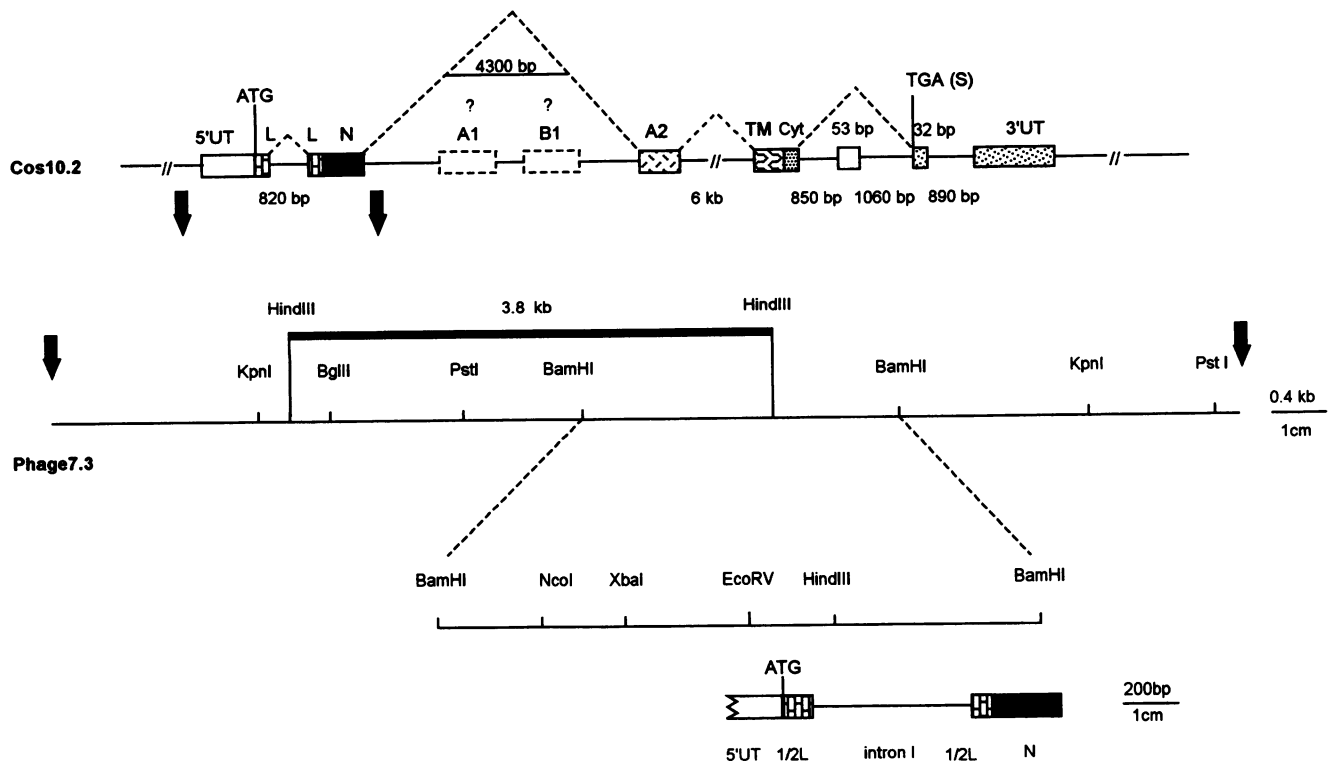 4300 bp
TGA (S)
ATG
? ?
5'UT L L N A1 B1 A2 TM Cyt 53 bp 32 bp 3'UT
Cos10.2 // // //
820 bp 6 kb 850 bp 1060 bp 890 bp
HindIII 3.8 kb HindIII
KpnI BglII PstI BamHI BamHI KpnI Pst I
0.4 kb
1cm
Phage7.3
BamHI NcoI XbaI EcoRV HindIII BamHI
ATG
200bp
1cm
5'UT 1/2L intron I 1/2L N